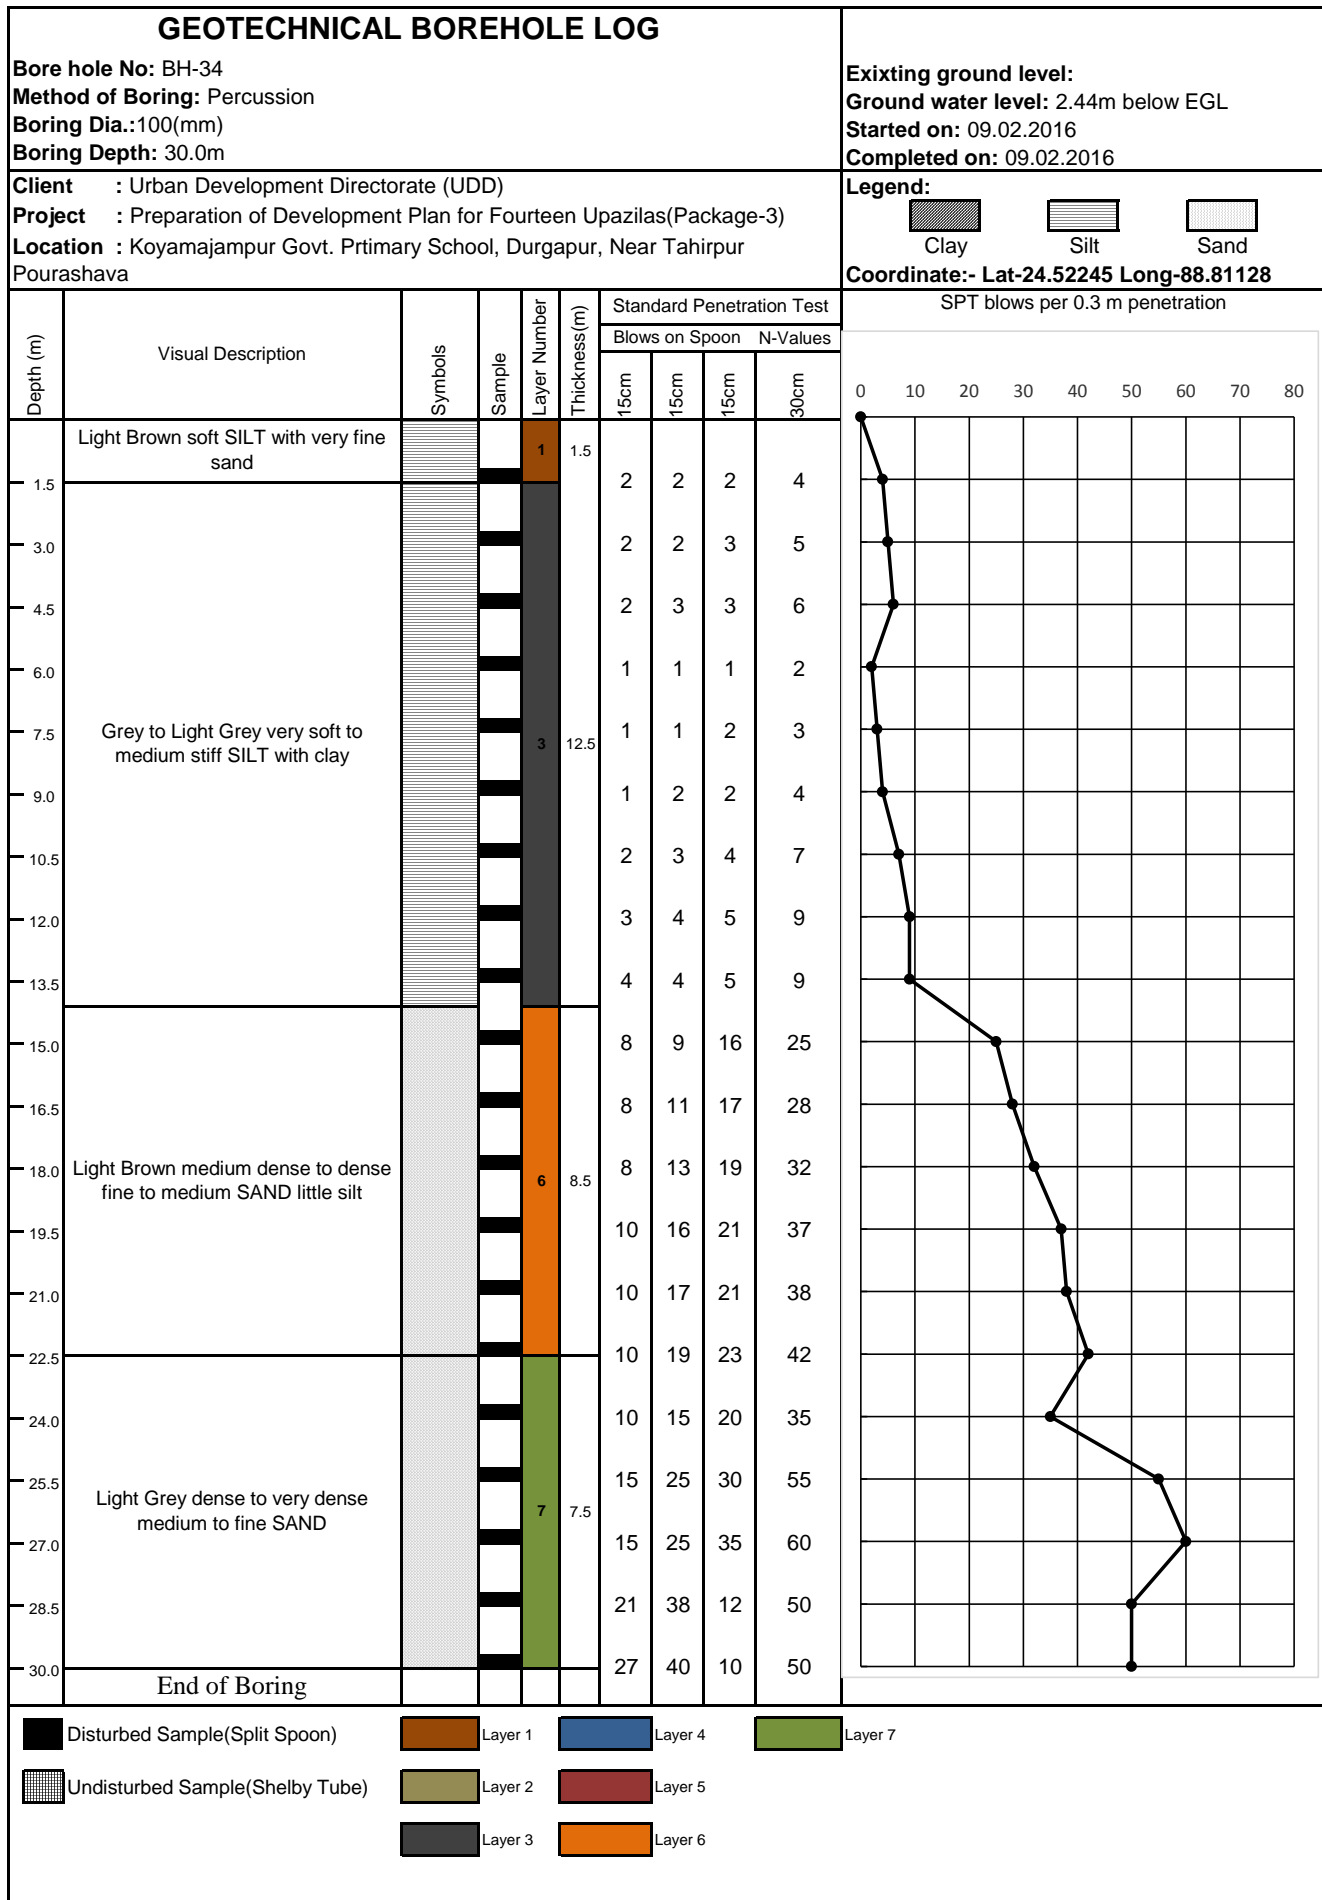 GEOTECHNICAL BOREHOLE LOG
Bore hole No: BH-34
Method of Boring: Percussion
Boring Dia.:100(mm)
Boring Depth: 30.0m
Exixting ground level:
Ground water level: 2.44m below EGL
Started on: 09.02.2016
Completed on: 09.02.2016
Client : Urban Development Directorate (UDD)
Project : Preparation of Development Plan for Fourteen Upazilas(Package-3)
Location : Koyamajampur Govt. Prtimary School, Durgapur, Near Tahirpur
Pourashava
Legend:
Clay Silt Sand
Coordinate:- Lat-24.52245 Long-88.81128
Depth (m)
Visual Description
Symbols
Sample
Layer Number
Thickness(m)
Standard Penetration Test
Blows on Spoon N-Values
15cm 15cm 15cm 30cm
SPT blows per 0.3 m penetration
0 10 20 30 40 50 60 70 80
Light Brown soft SILT with very fine
sand
1 1.5
1.5 2 2 2 4
3.0 2 2 3 5
4.5 2 3 3 6
6.0 1 1 1 2
Grey to Light Grey very soft to
medium stiff SILT with clay
3 12.5
7.5 1 1 2 3
9.0 1 2 2 4
10.5 2 3 4 7
12.0 3 4 5 9
13.5 4 4 5 9
15.0 8 9 16 25
16.5 8 11 17 28
Light Brown medium dense to dense
fine to medium SAND little silt
6 8.5
18.0 8 13 19 32
19.5 10 16 21 37
21.0 10 17 21 38
22.5 10 19 23 42
24.0 10 15 20 35
25.5 15 25 30 55
Light Grey dense to very dense
medium to fine SAND
7 7.5
27.0 15 25 35 60
28.5 21 38 12 50
30.0 27 40 10 50
End of Boring
Disturbed Sample(Split Spoon) Layer 1 Layer 4 Layer 7
Undisturbed Sample(Shelby Tube) Layer 2 Layer 5
Layer 3 Layer 6